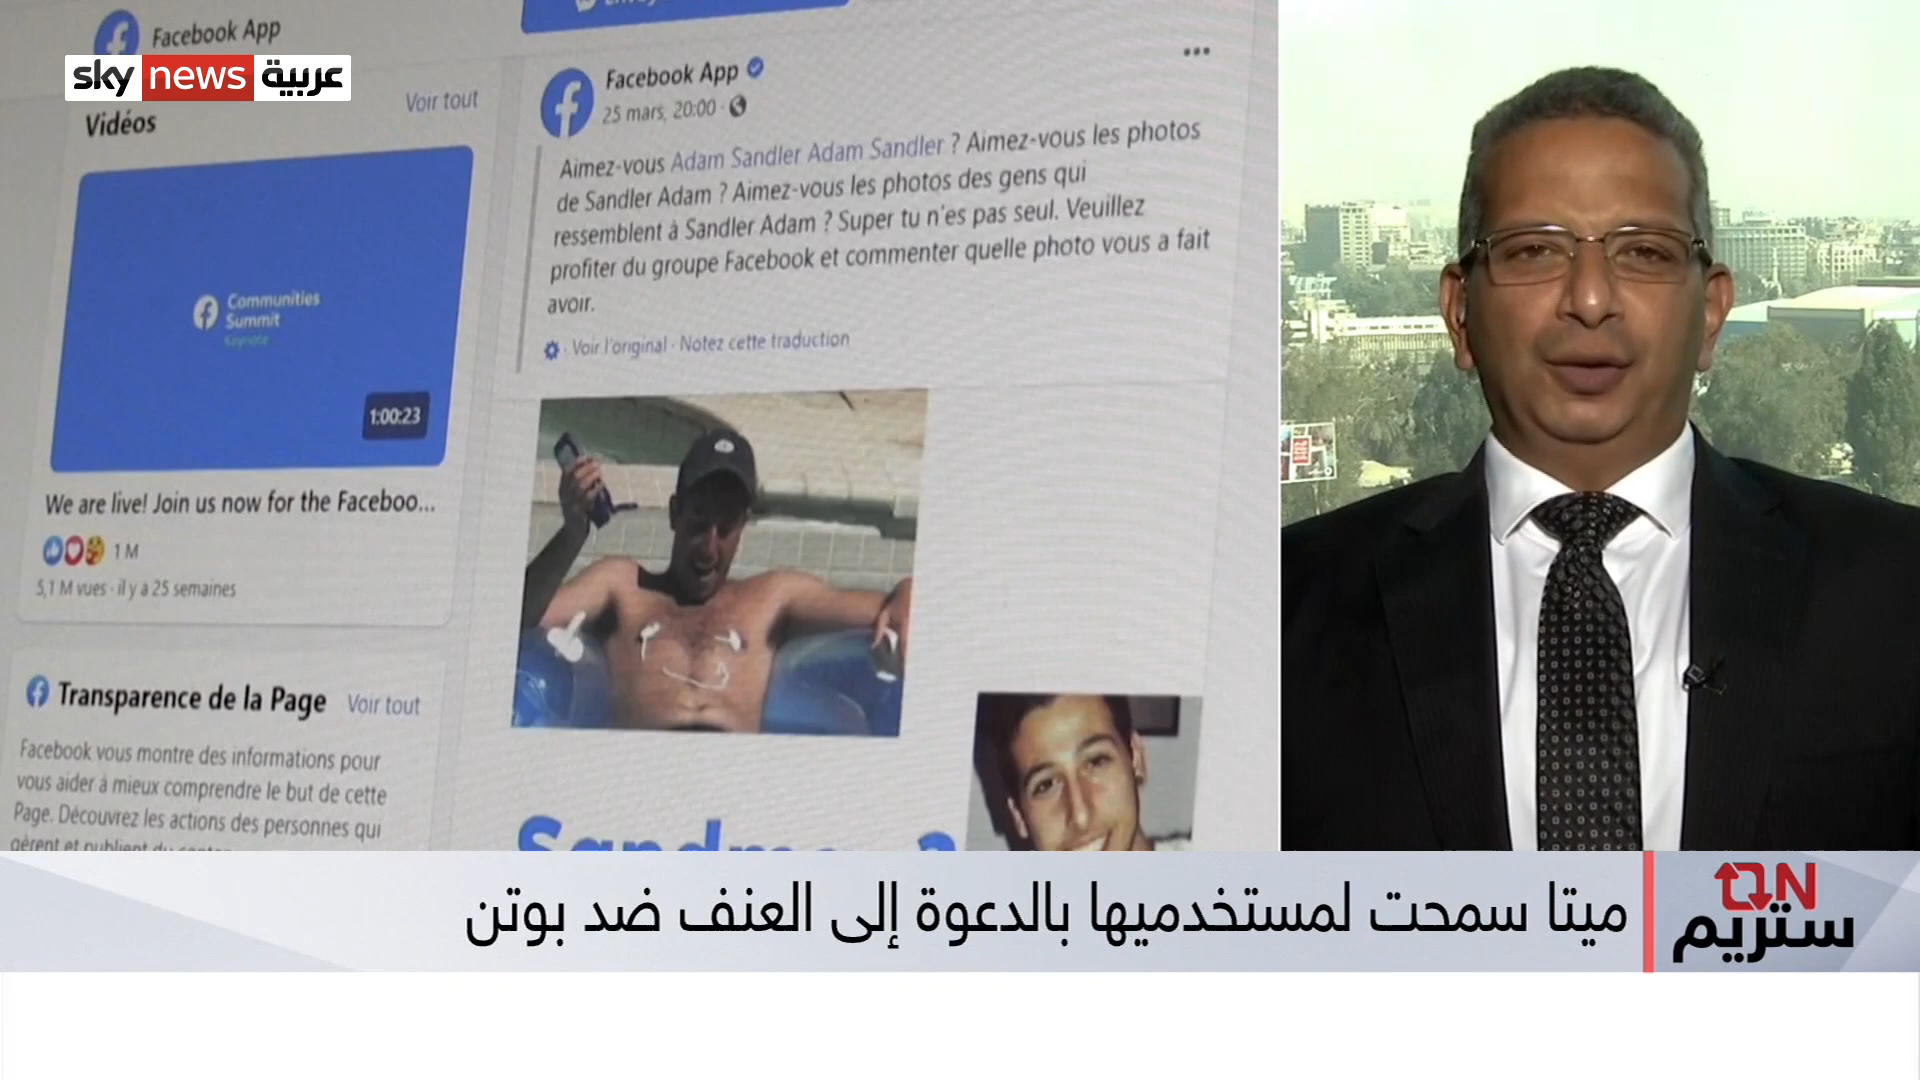 Facebook App
sky news عربية
Vidéos
Voir tout
Communities
Summit
Keynote
1:00:23
We are live! Join us now for the Faceboo...
1 M
5,1 M vues · il y a 25 semaines
Transparence de la Page
Voir tout
Facebook vous montre des informations pour
vous aider à mieux comprendre le but de cette
Page. Découvrez les actions des personnes qui
gèrent et publient du
Facebook App
25 mars, 20:00 ·
Aimez-vous Adam Sandler Adam Sandler ? Aimez-vous les photos
de Sandler Adam ? Aimez-vous les photos des gens qui
ressemblent à Sandler Adam ? Super tu n'es pas seul. Veuillez
profiter du groupe Facebook et commenter quelle photo vous a fait
avoir.
· Voir l'original · Notez cette traduction
ميتا سمحت لمستخدميها بالدعوة إلى العنف ضد بوتن
ON
ستريم